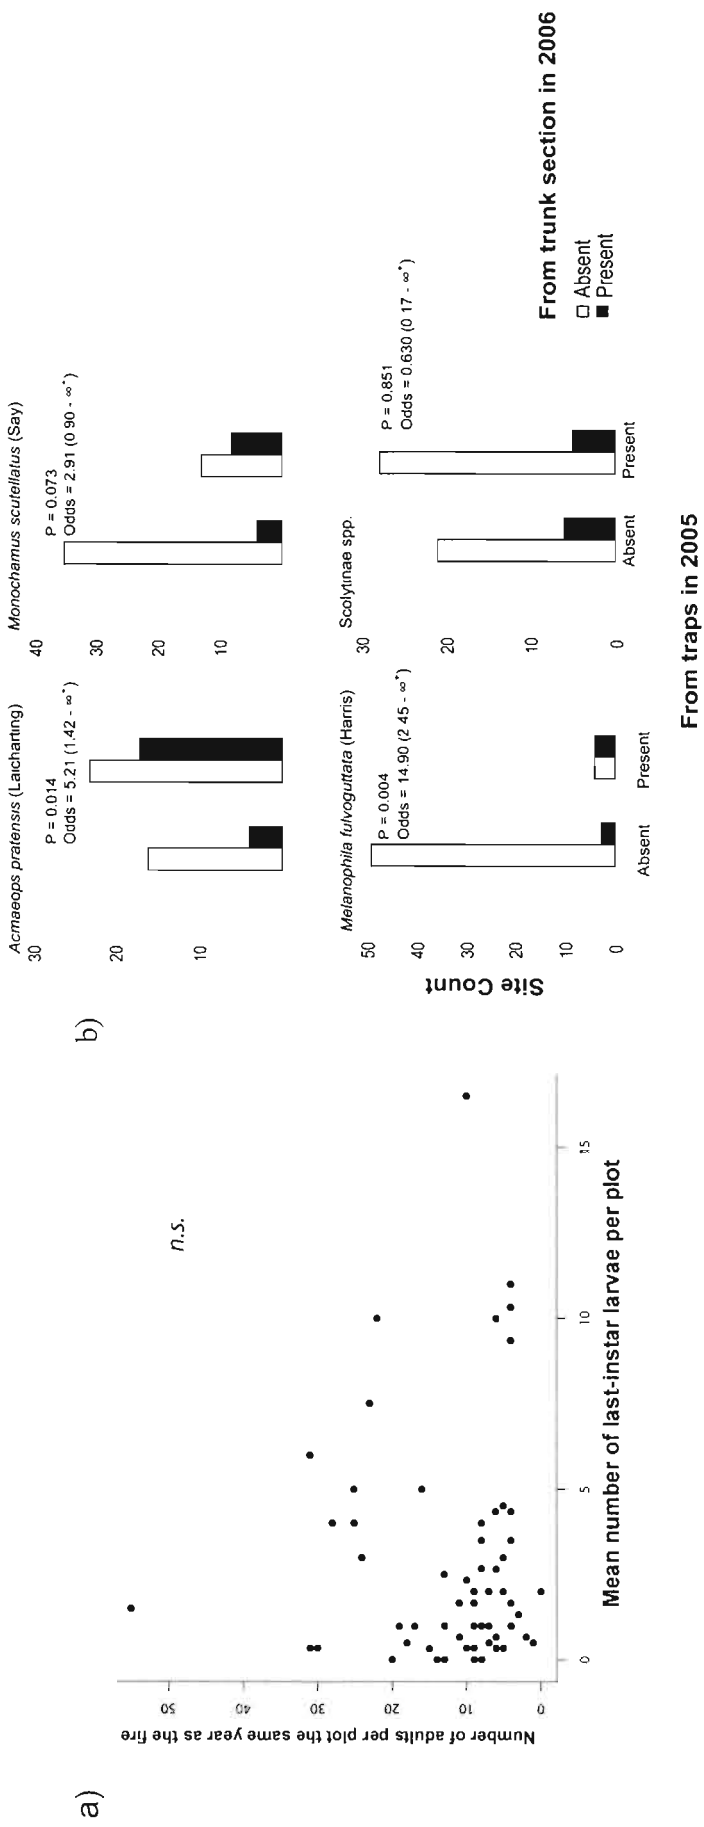 a)
n.s.
Number of adults per plot the same year as the fire
0
10
20
30
40
50
0
5
10
15
Mean number of last-instar larvae per plot
b)
Acmaeops pratensis (Laicharting)
P = 0.014
Odds = 5.21 (1.42 - ∞*)
30
20
10
Monochamus scutellatus (Say)
P = 0.073
Odds = 2.91 (0 90 - ∞*)
40
30
20
10
Melanophila fulvoguttata (Harris)
P = 0.004
Odds = 14.90 (2 45 - ∞*)
50
40
30
20
10
0
Absent
Present
Scolytinae spp.
P = 0.851
Odds = 0.630 (0 17 - ∞*)
30
20
10
0
Absent
Present
Site Count
From traps in 2005
From trunk section in 2006
Absent
Present